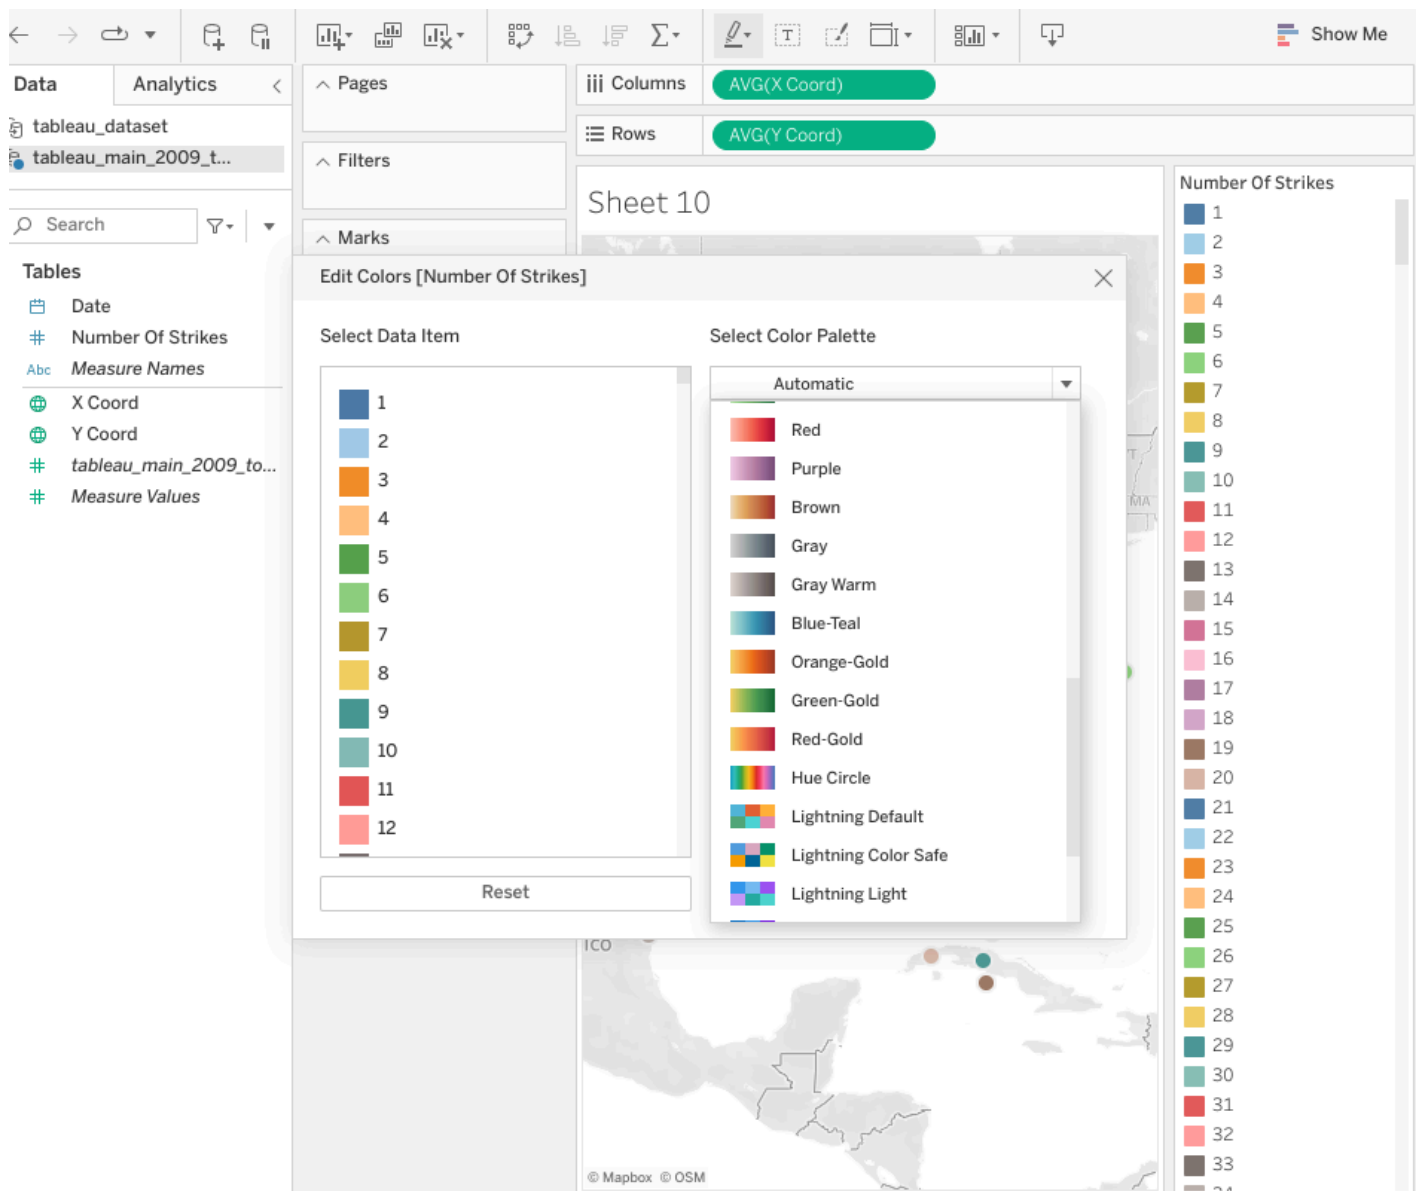 Show Me
Data
Analytics
Pages
Columns
AVG(X Coord)
tableau_dataset
tableau_main_2009_t...
Rows
AVG(Y Coord)
Filters
Search
Marks
Sheet 10
Number Of Strikes
1
2
3
4
5
6
7
8
9
10
11
12
13
14
15
16
17
18
19
20
21
22
23
24
25
26
27
28
29
30
31
32
33
Tables
Date
Number Of Strikes
Abc Measure Names
X Coord
Y Coord
tableau_main_2009_to...
Measure Values
Edit Colors [Number Of Strikes]
Select Data Item
1
2
3
4
5
6
7
8
9
10
11
12
Reset
Select Color Palette
Automatic
Red
Purple
Brown
Gray
Gray Warm
Blue-Teal
Orange-Gold
Green-Gold
Red-Gold
Hue Circle
Lightning Default
Lightning Color Safe
Lightning Light
MA
ICO
© Mapbox © OSM